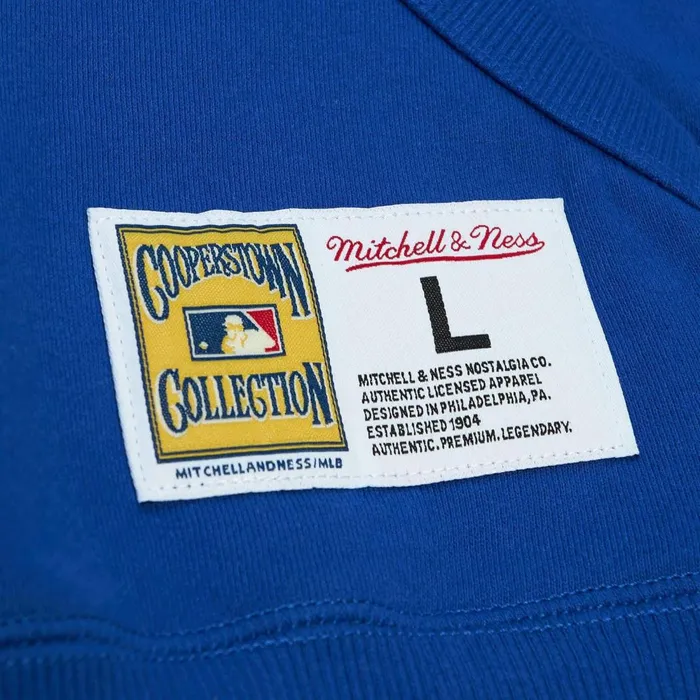 COOPERSTOWN
COLLECTION
MITCHELLANDNESS/MLB
Mitchell & Ness
L
MITCHELL & NESS NOSTALGIA CO.
AUTHENTIC LICENSED APPAREL
DESIGNED IN PHILADELPHIA, PA.
ESTABLISHED 1904
AUTHENTIC. PREMIUM. LEGENDARY.